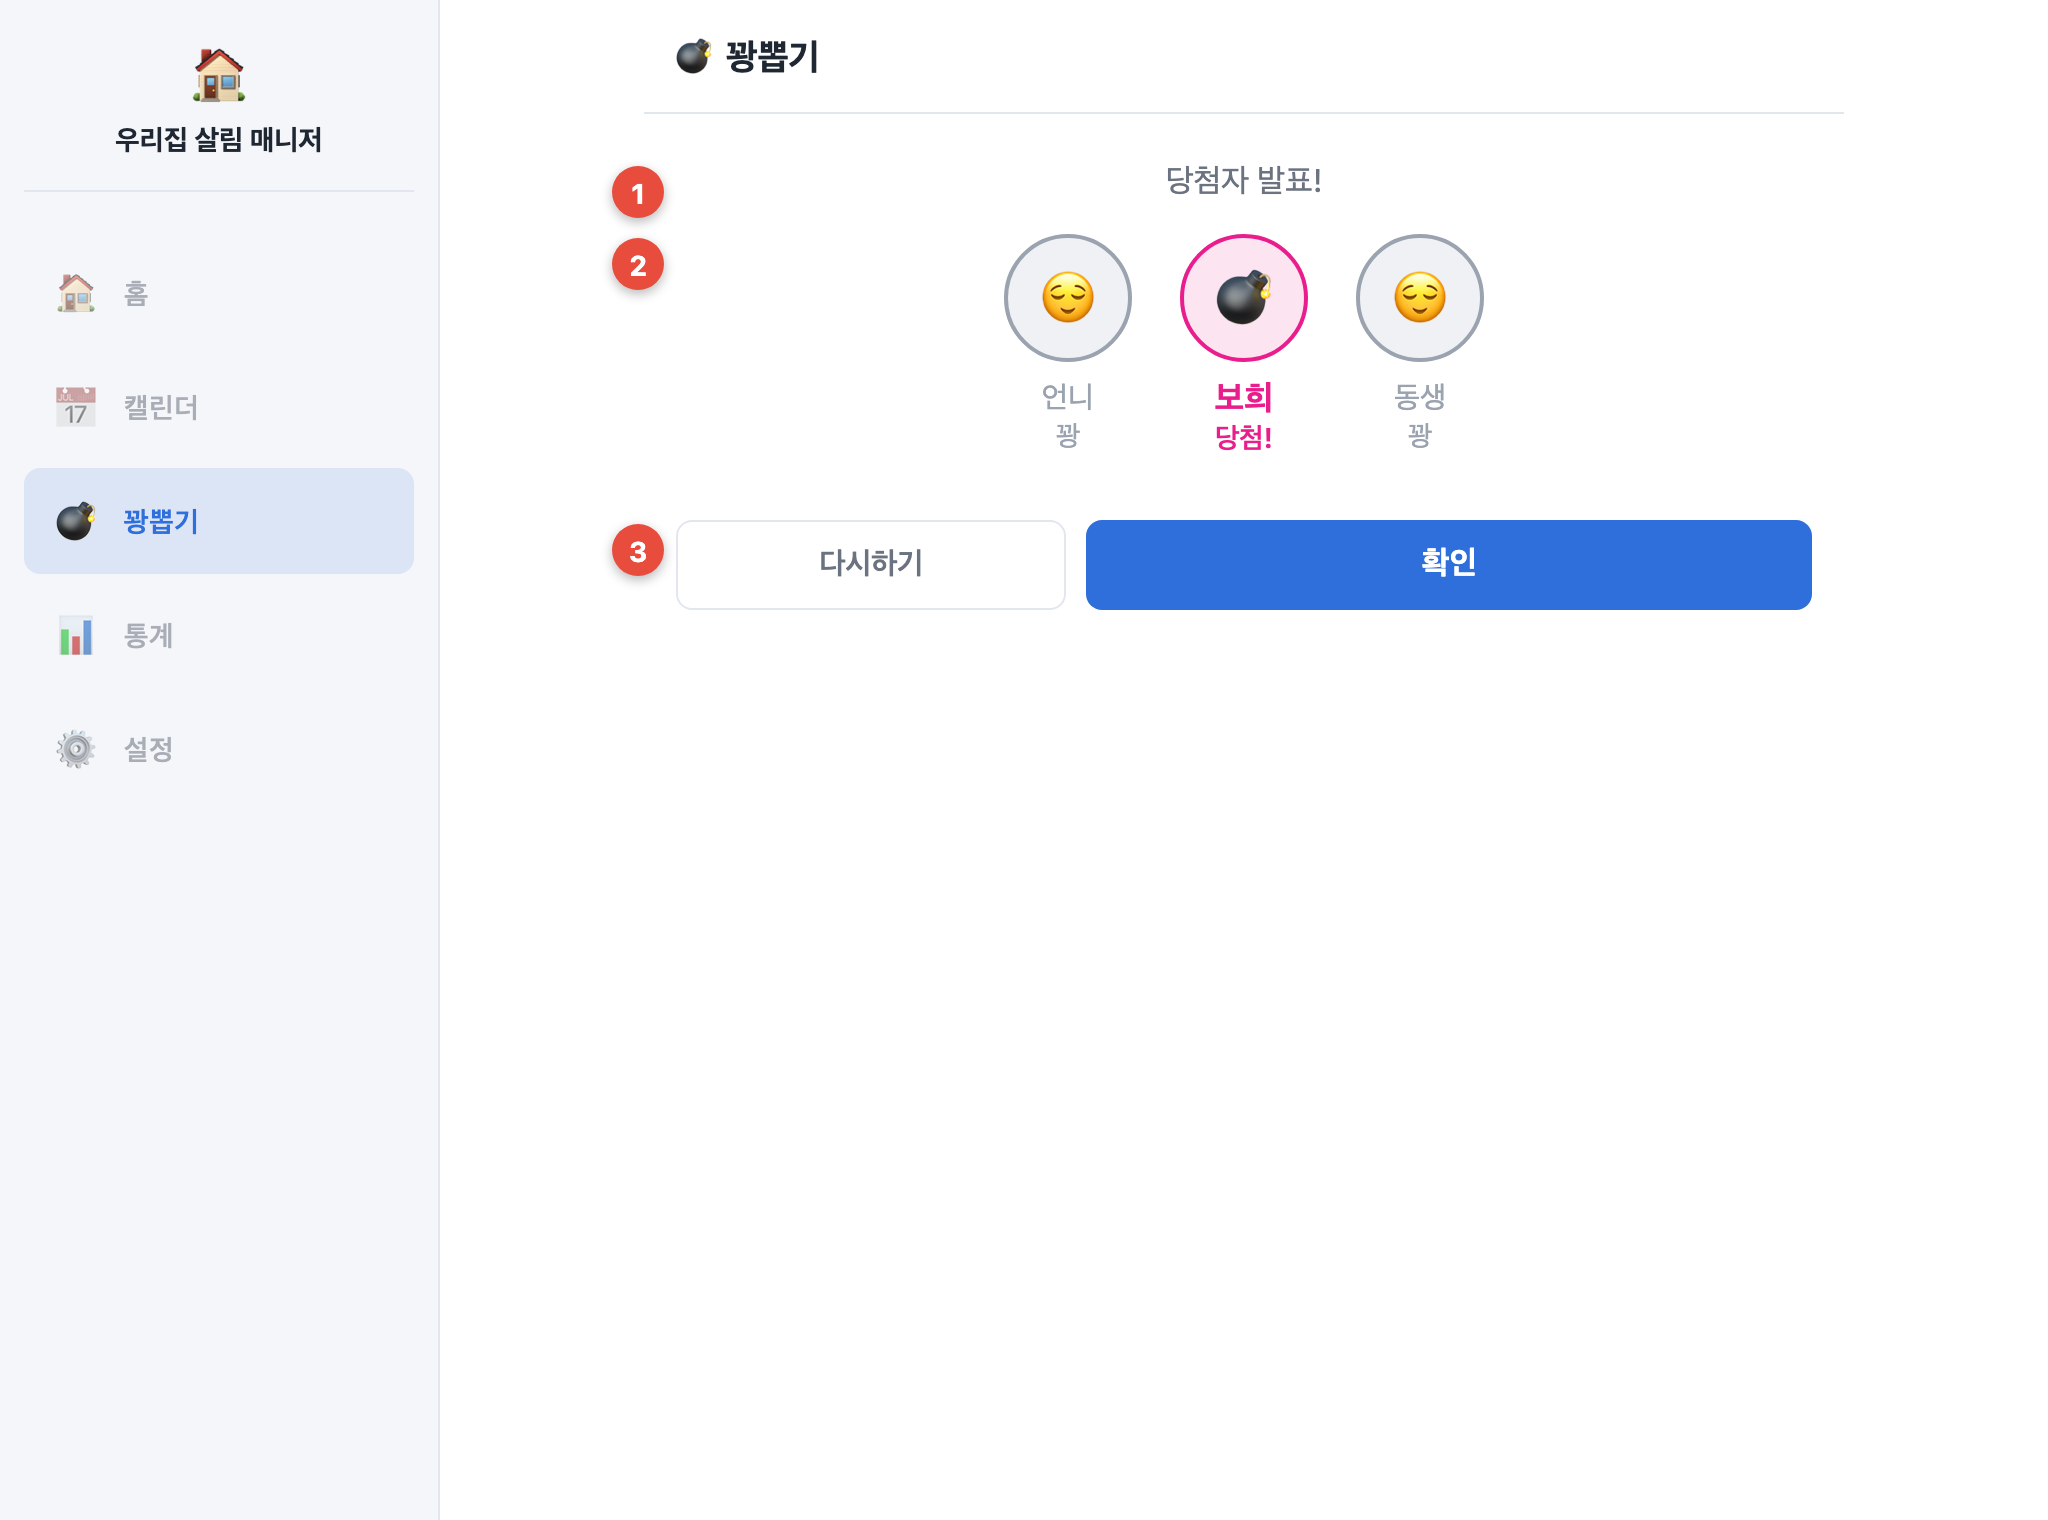 우리집 살림 매니저
홈
JUL
17
캘린더
꽝뽑기
통계
설정
꽝뽑기
1
당첨자 발표!
2
언니
꽝
보희
당첨!
동생
꽝
3
다시하기
확인